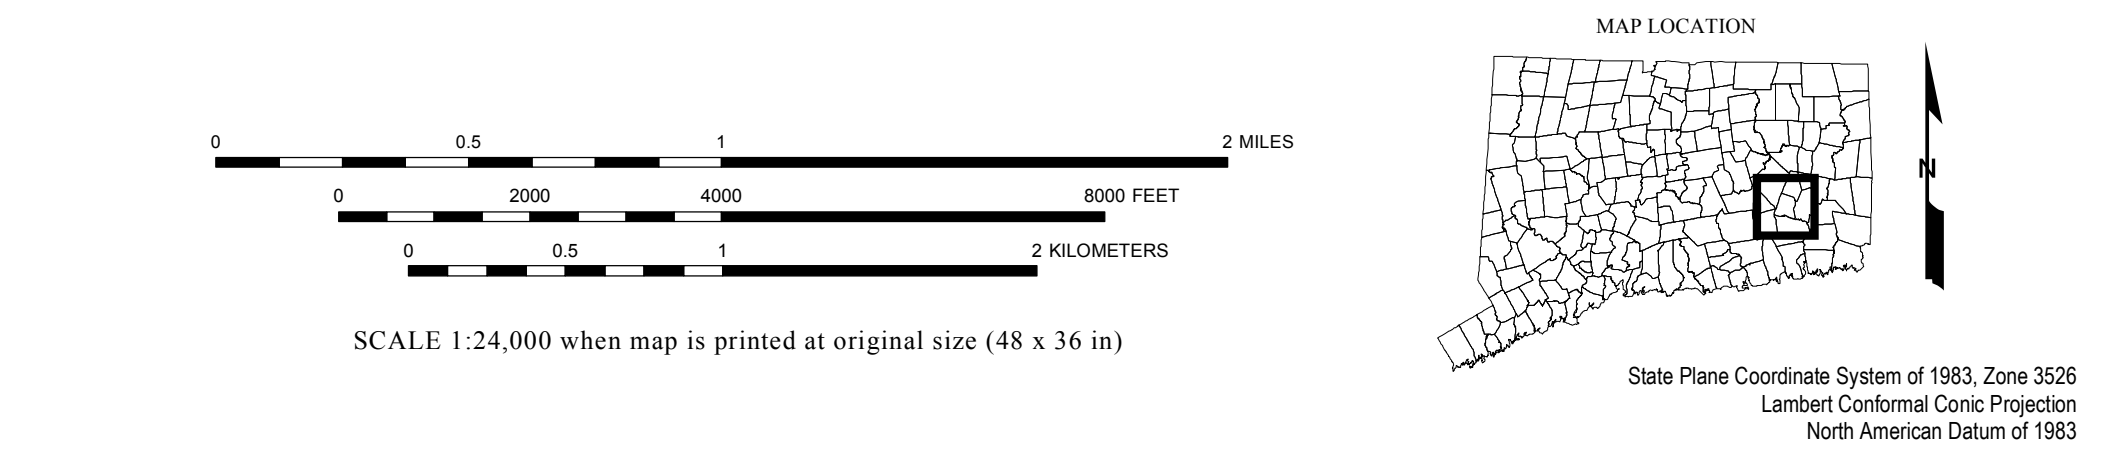 0 0.5 1 2 MILES
0 2000 4000 8000 FEET
0 0.5 1 2 KILOMETERS
SCALE 1:24,000 when map is printed at original size (48 x 36 in)
MAP LOCATION
N
State Plane Coordinate System of 1983, Zone 3526
Lambert Conformal Conic Projection
North American Datum of 1983